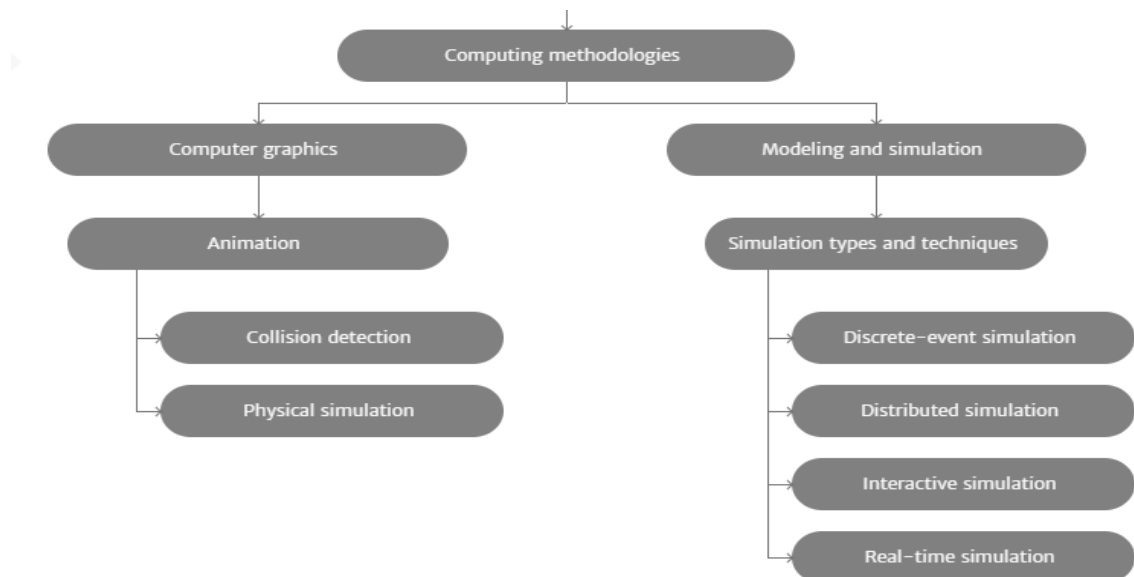 Computing methodologies
Computer graphics
Modeling and simulation
Animation
Simulation types and techniques
Collision detection
Discrete-event simulation
Physical simulation
Distributed simulation
Interactive simulation
Real-time simulation